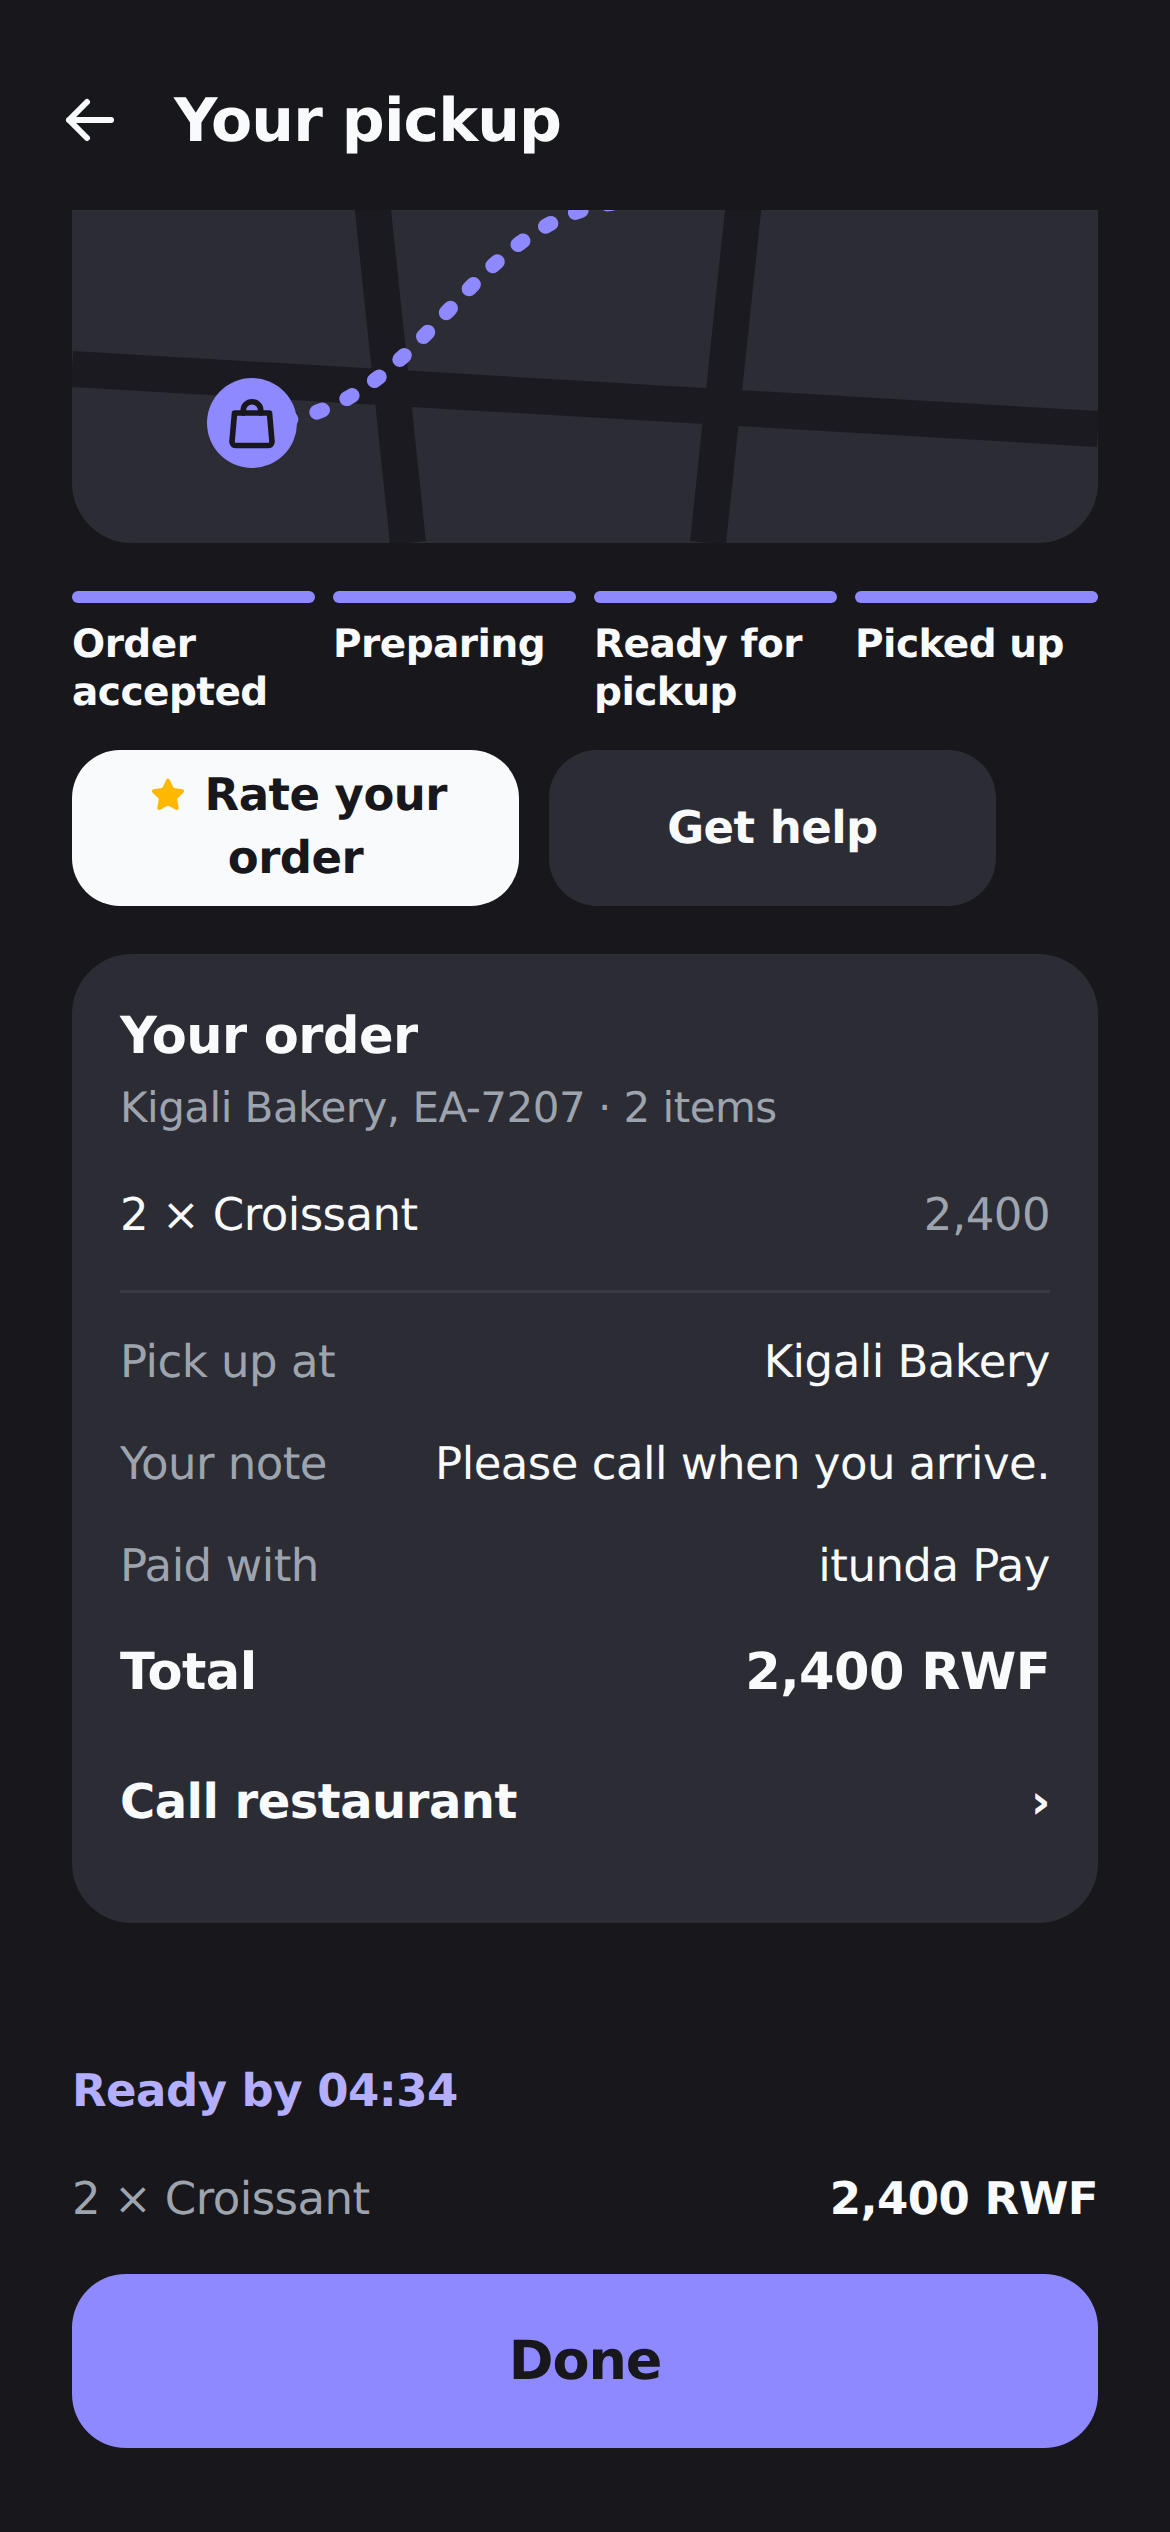 Your pickup
Order accepted
Preparing
Ready for pickup
Picked up
Rate your order
Get help
Your order
Kigali Bakery, EA-7207 · 2 items
2 × Croissant 2,400
Pick up at Kigali Bakery
Your note Please call when you arrive.
Paid with itunda Pay
Total 2,400 RWF
Call restaurant ›
Ready by 04:34
2 × Croissant 2,400 RWF
Done